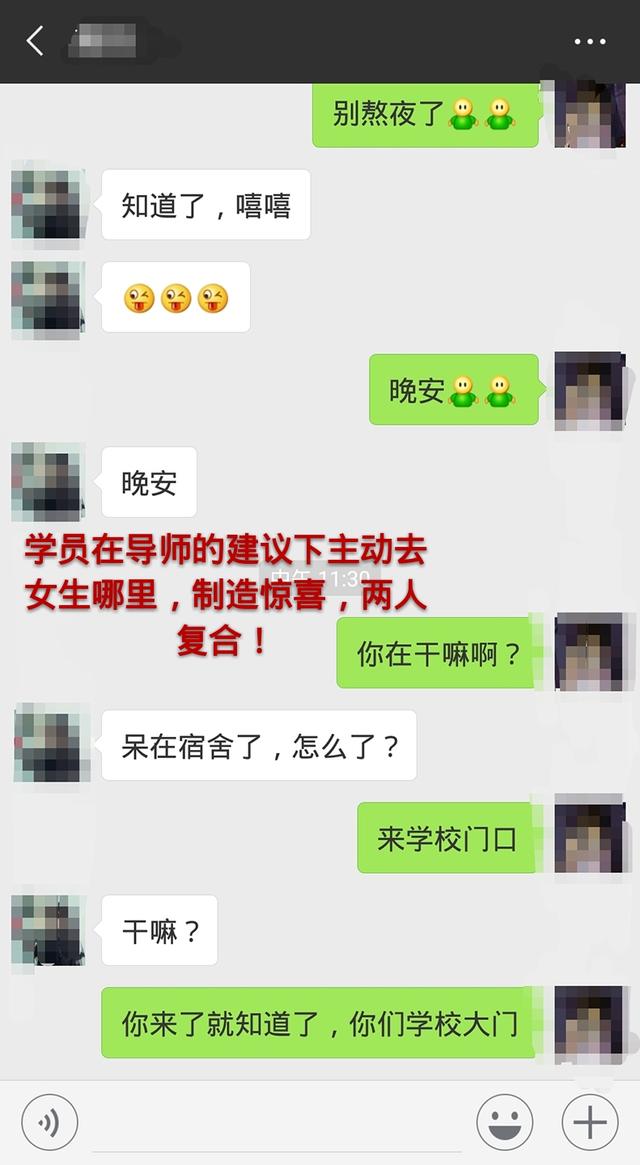 别熬夜了
知道了，嘻嘻
晚安
晚安
学员在导师的建议下主动去
女生哪里，制造惊喜，两人
复合！
中午 11:30
你在干嘛啊？
呆在宿舍了，怎么了？
来学校门口
干嘛？
你来了就知道了，你们学校大门